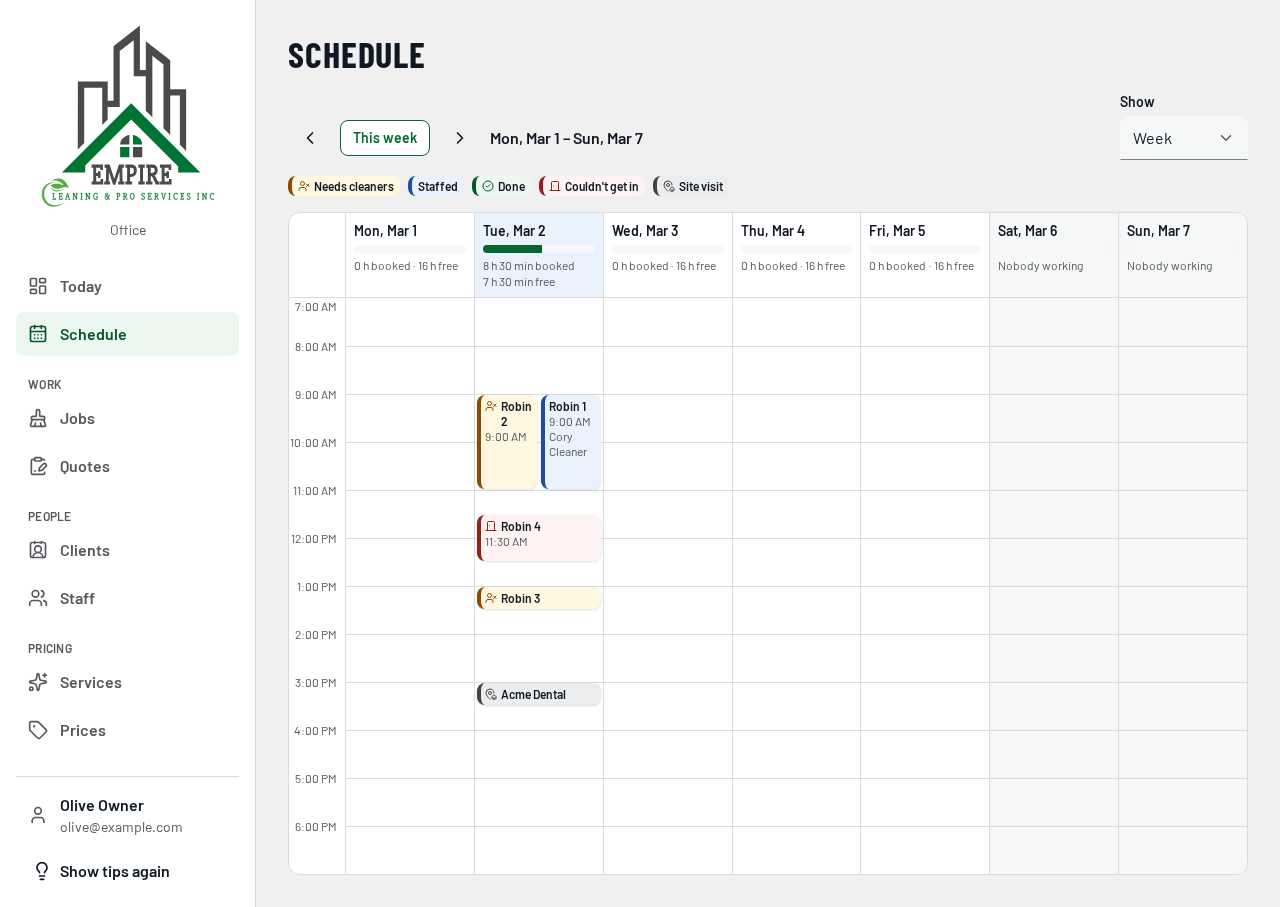 EMPIRE
LEANING & PRO SERVICES INC
Office
Today
Schedule
WORK
Jobs
Quotes
PEOPLE
Clients
Staff
PRICING
Services
Prices
Olive Owner
olive@example.com
Show tips again
SCHEDULE
Show
This week
Mon, Mar 1 – Sun, Mar 7
Week
Needs cleaners
Staffed
Done
Couldn't get in
Site visit
Mon, Mar 1
0 h booked · 16 h free
Tue, Mar 2
8 h 30 min booked
7 h 30 min free
Wed, Mar 3
0 h booked · 16 h free
Thu, Mar 4
0 h booked · 16 h free
Fri, Mar 5
0 h booked · 16 h free
Sat, Mar 6
Nobody working
Sun, Mar 7
Nobody working
7:00 AM
8:00 AM
9:00 AM
10:00 AM
11:00 AM
12:00 PM
1:00 PM
2:00 PM
3:00 PM
4:00 PM
5:00 PM
6:00 PM
Robin
2
9:00 AM
Robin 1
9:00 AM
Cory
Cleaner
Robin 4
11:30 AM
Robin 3
Acme Dental